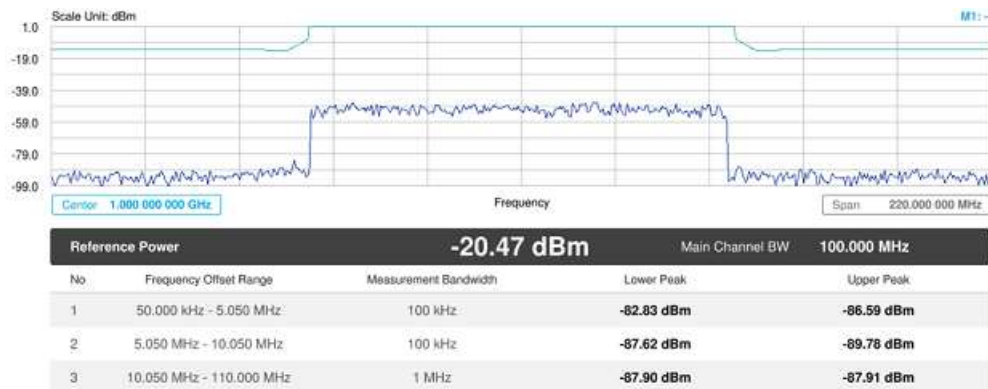 Scale Unit: dBm
M1: -
1.0
-19.0
-39.0
-59.0
-79.0
-99.0
Center 1.000 000 000 GHz
Frequency
Span 220.000 000 MHz
Reference Power -20.47 dBm Main Channel BW 100.000 MHz
No Frequency Offset Range Measurement Bandwidth Lower Peak Upper Peak
1 50.000 kHz - 5.050 MHz 100 kHz -82.83 dBm -86.59 dBm
2 5.050 MHz - 10.050 MHz 100 kHz -87.62 dBm -89.78 dBm
3 10.050 MHz - 110.000 MHz 1 MHz -87.90 dBm -87.91 dBm